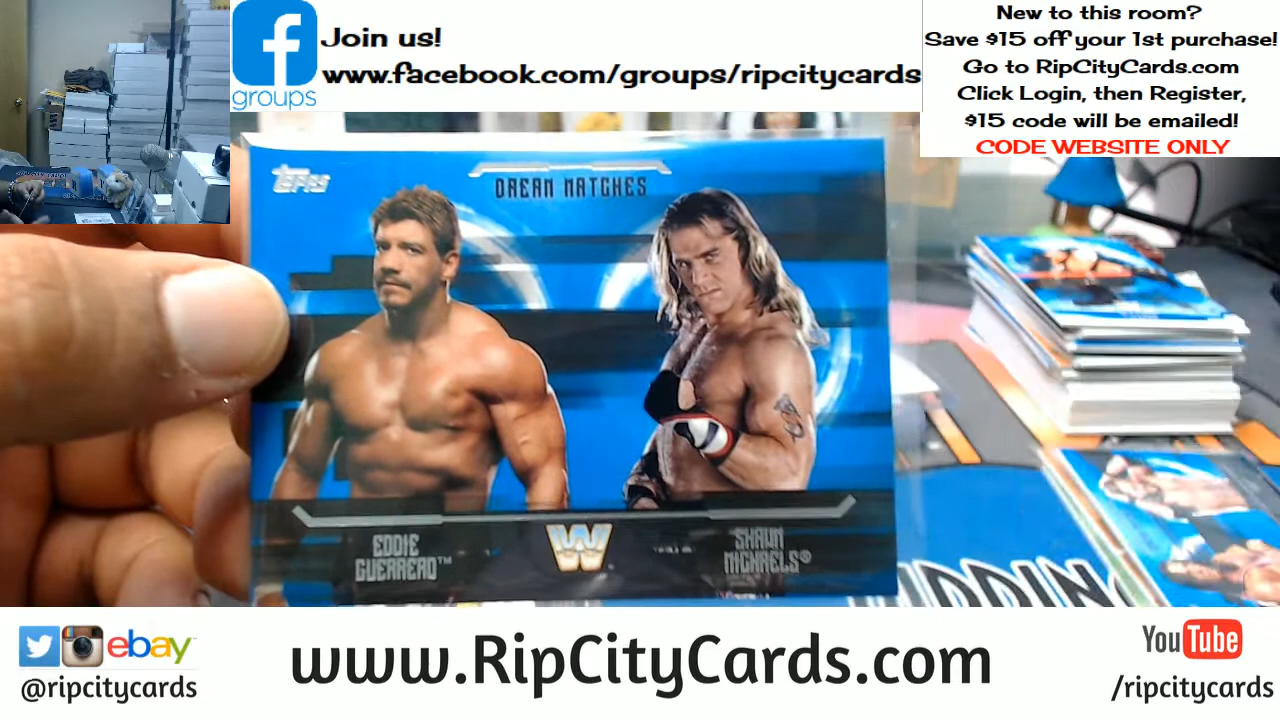 f
groups
Join us!
www.facebook.com/groups/ripcitycards
New to this room?
Save $15 off your 1st purchase!
Go to RipCityCards.com
Click Login, then Register,
$15 code will be emailed!
CODE WEBSITE ONLY
TOPPS
DREAM MATCHES
EDDIE
GUERRERO™
W
SHAWN
MICHAELS®
ebay
@ripcitycards
www.RipCityCards.com
YouTube
/ripcitycards